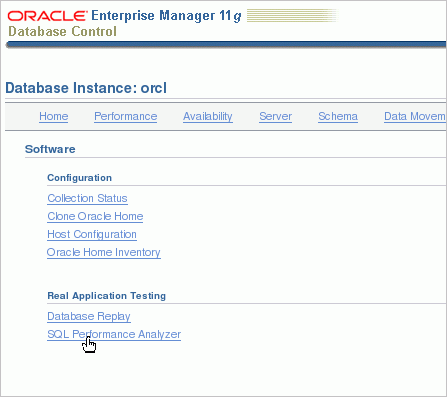 ORACLE Enterprise Manager 11g
Database Control
Database Instance: orcl
Home Performance Availability Server Schema Data Movem
Software
Configuration
Collection Status
Clone Oracle Home
Host Configuration
Oracle Home Inventory
Real Application Testing
Database Replay
SQL Performance Analyzer